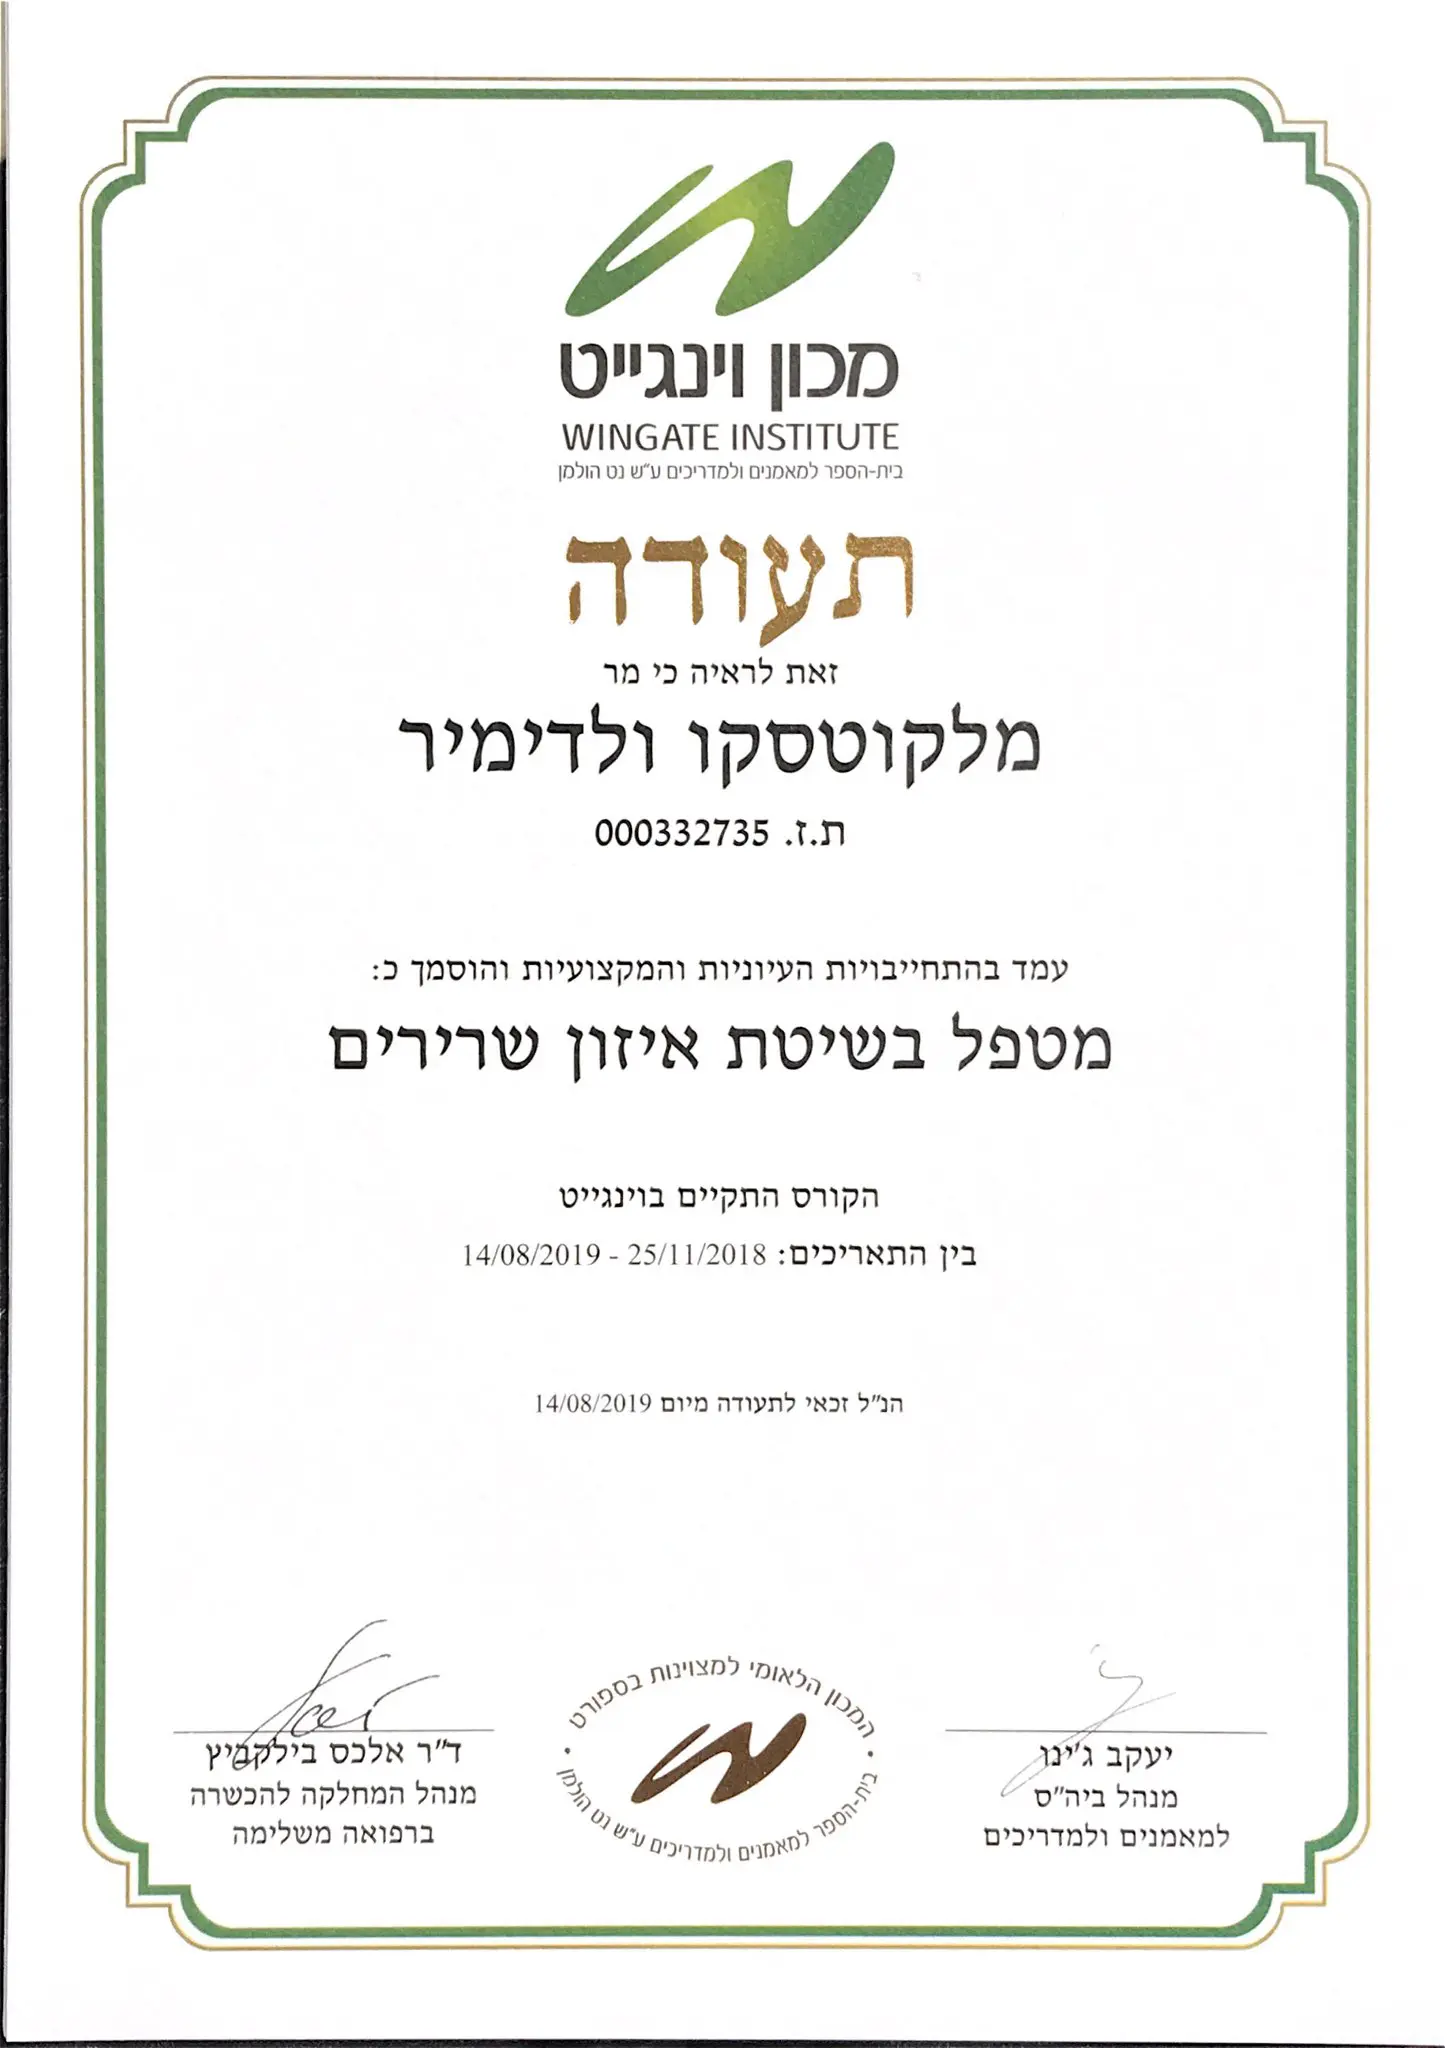 מכון וינגייט
WINGATE INSTITUTE
בית-הספר למאמנים ולמדריכים ע״ש נט הולמן
תעודה
זאת לראיה כי מר
מלקוטסקו ולדימיר
ת.ז. 000332735
עמד בהתחייבויות העיוניות והמקצועיות והוסמך כ:
מטפל בשיטת איזון שרירים
הקורס התקיים בוינגייט
בין התאריכים: 25/11/2018 - 14/08/2019
הנ"ל זכאי לתעודה מיום 14/08/2019
יעקב ג'ינו
מנהל ביה"ס
למאמנים ולמדריכים
המכון הלאומי למצוינות בספורט
בית-הספר למאמנים ולמדריכים ע״ש נט הולמן
ד"ר אלכס בילקביץ
מנהל המחלקה להכשרה
ברפואה משלימה